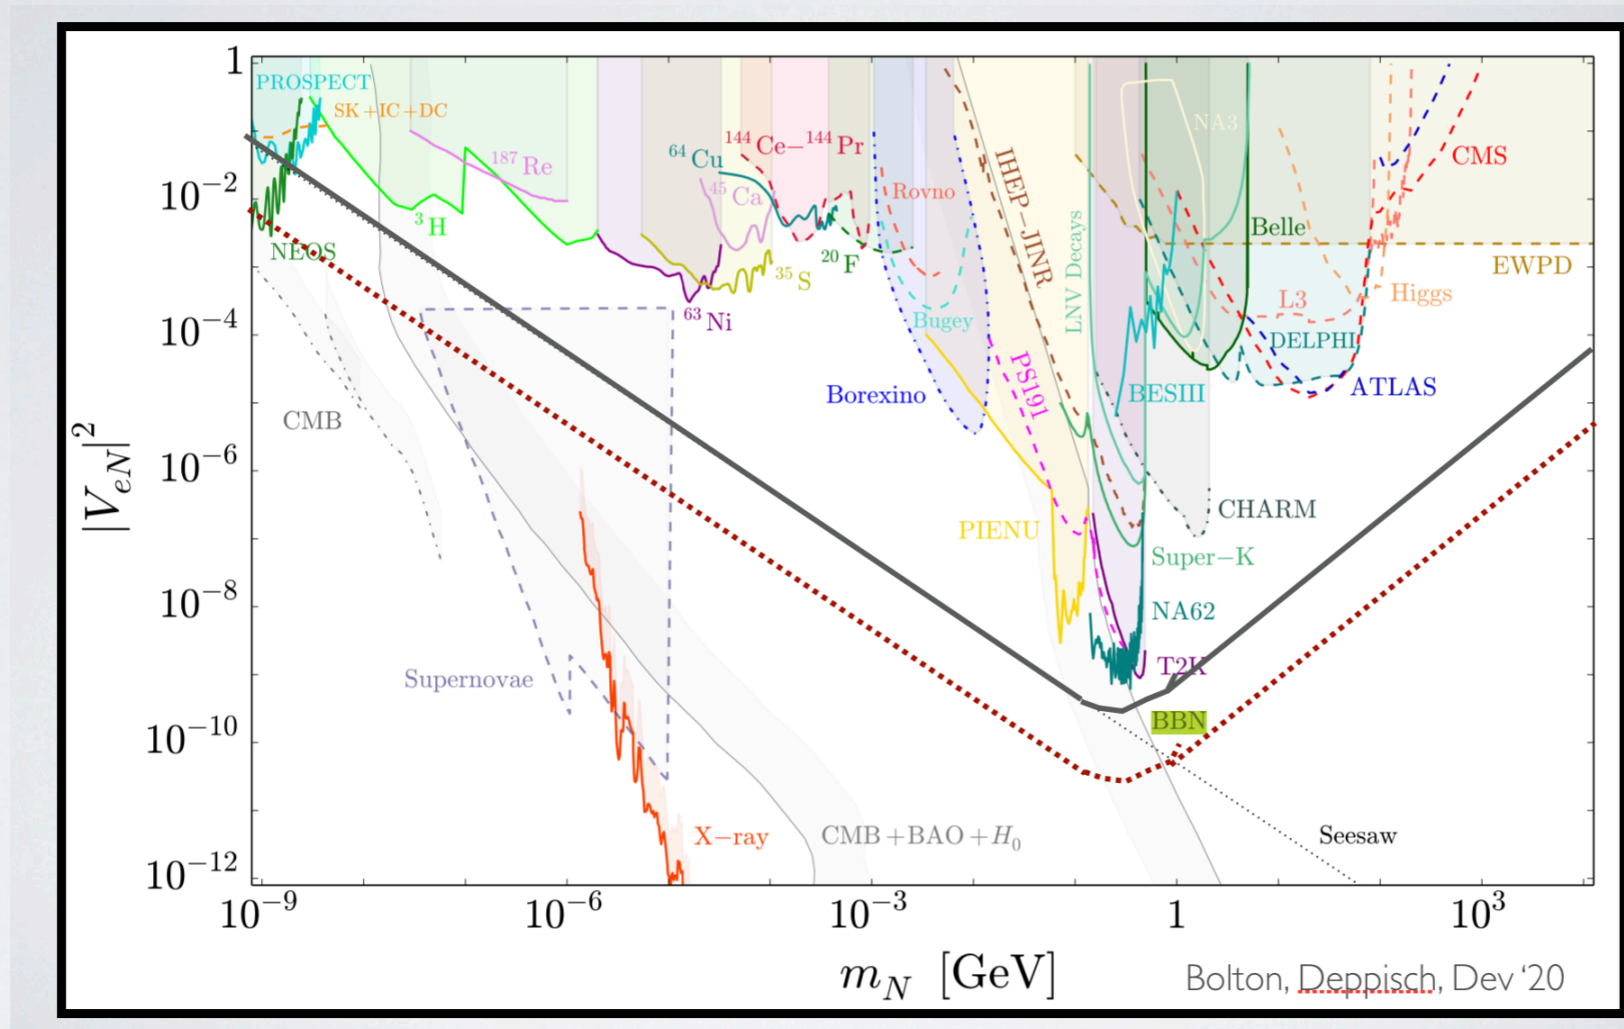 1
PROSPECT
SK+IC+DC
¹⁸⁷Re
⁶⁴Cu
¹⁴⁴Ce−¹⁴⁴Pr
⁴⁵Ca
Rovno
IHEP−JINR
NA3
CMS
10⁻²
NEOS
³H
⁶³Ni
³⁵S
²⁰F
Bugey
LNV Decays
Belle
EWPD
L3
Higgs
10⁻⁴
DELPHI
CMB
Borexino
PS191
BESIII
ATLAS
|V_{eN}|²
10⁻⁶
PIENU
CHARM
Super−K
10⁻⁸
NA62
Supernovae
T2K
10⁻¹⁰
BBN
X−ray
CMB+BAO+H₀
Seesaw
10⁻¹²
10⁻⁹ 10⁻⁶ 10⁻³ 1 10³
m_N [GeV]
Bolton, Deppisch, Dev ‘20